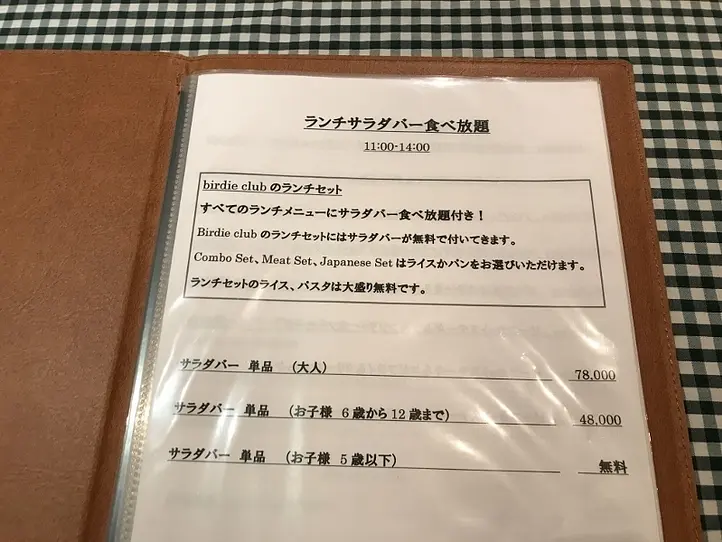 ランチサラダバー食べ放題
11:00-14:00
birdie club のランチセット
すべてのランチメニューにサラダバー食べ放題付き！
Birdie club のランチセットにはサラダバーが無料で付いてきます。
Combo Set、Meat Set、Japanese Set はライスかパンをお選びいただけます。
ランチセットのライス、パスタは大盛り無料です。
サラダバー 単品 （大人） 78,000
サラダバー 単品 （お子様 6歳から12歳まで） 48,000
サラダバー 単品 （お子様 5歳以下） 無料